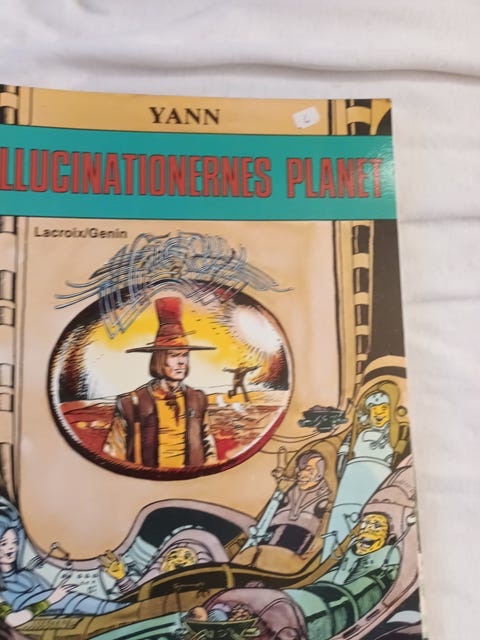 YANN
LLUCINATIONERNES PLANET
Lacroix/Genin